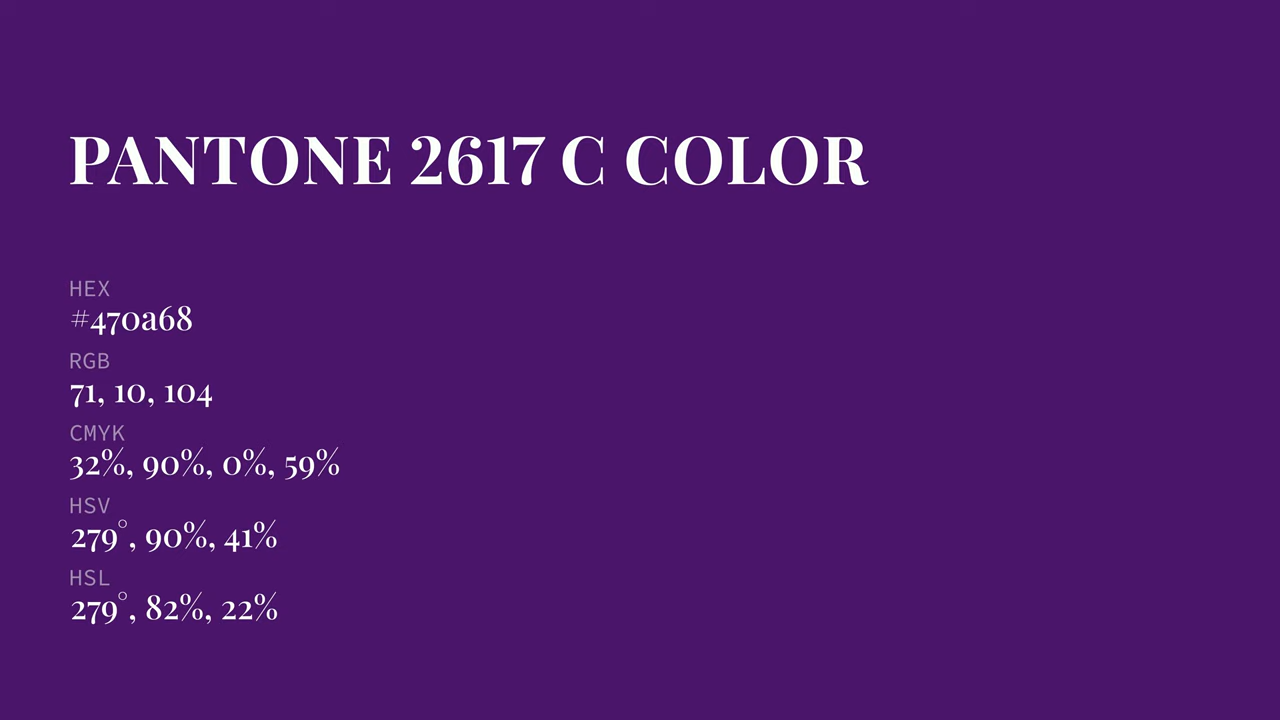 PANTONE 2617 C COLOR
HEX
#470a68
RGB
71, 10, 104
CMYK
32%, 90%, 0%, 59%
HSV
279°, 90%, 41%
HSL
279°, 82%, 22%